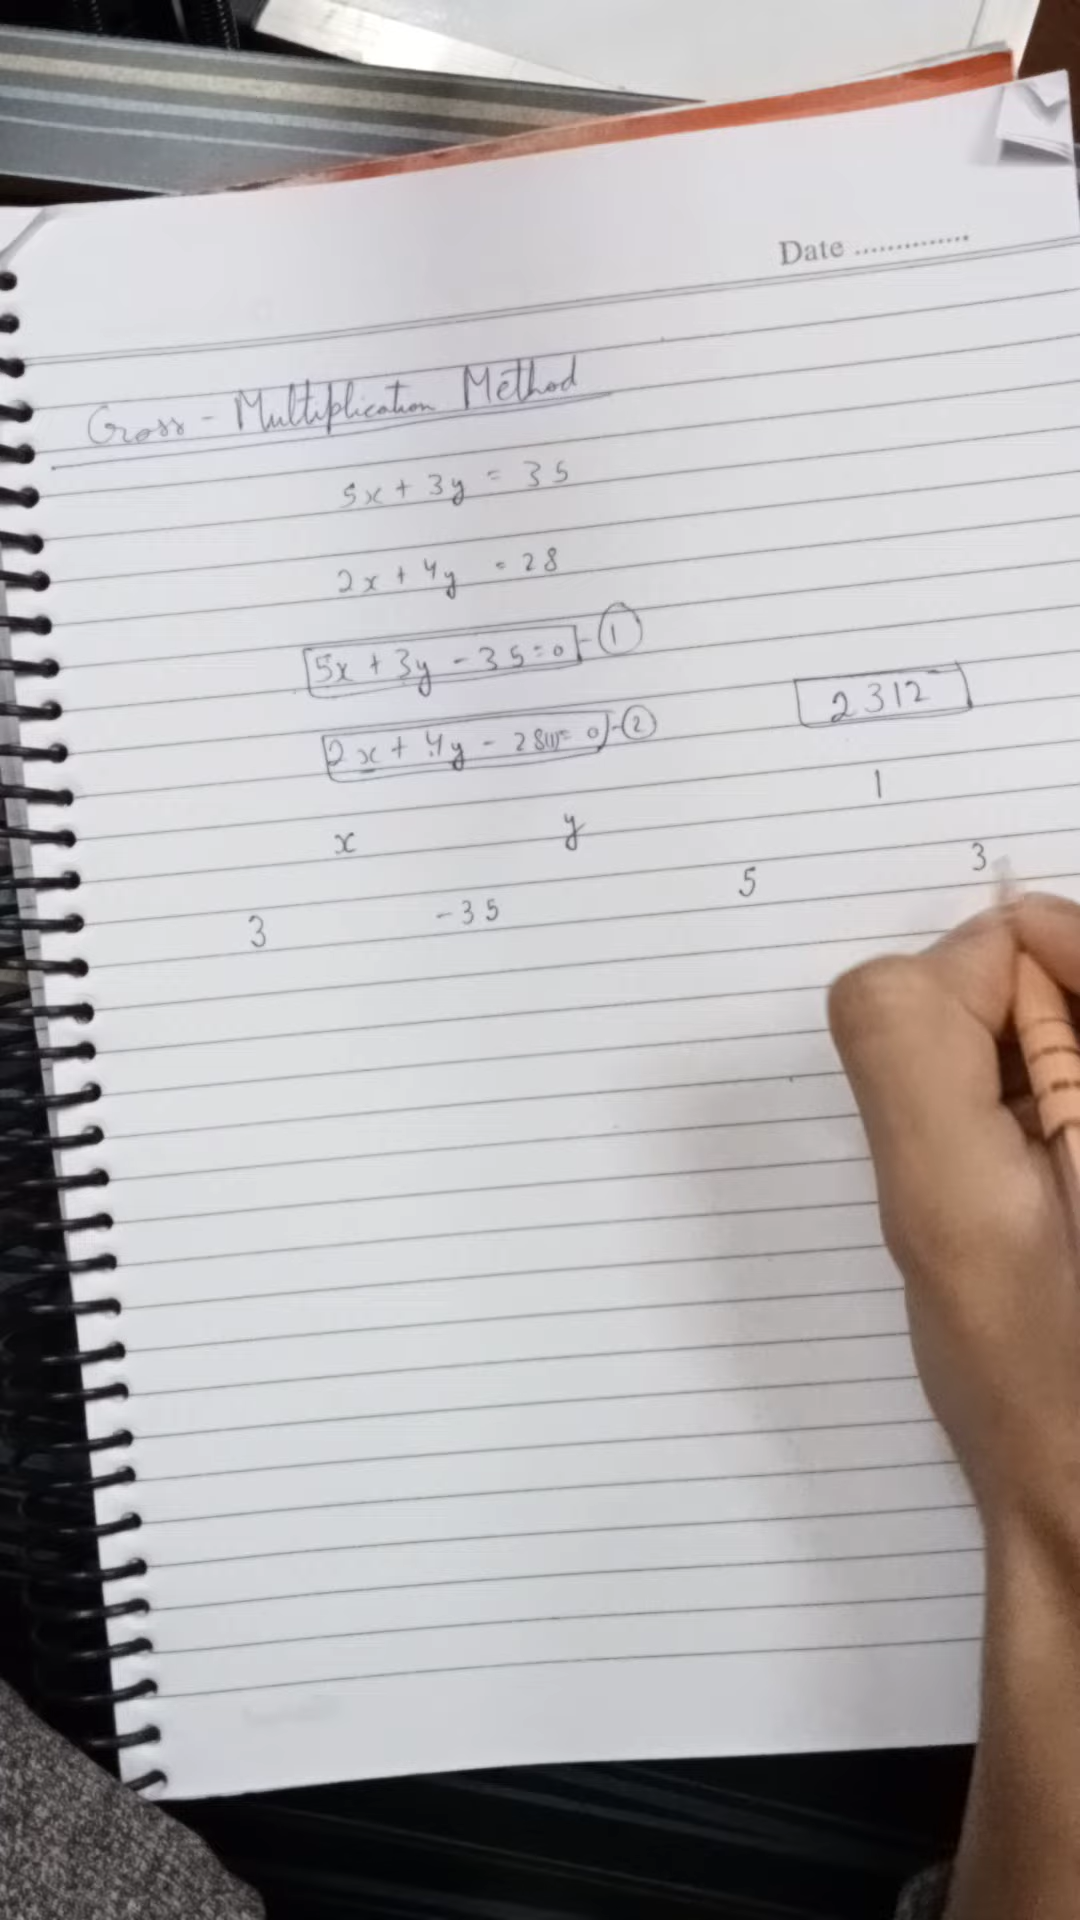 Date ..............
Cross - Multiplication Method
5x + 3y = 35
2x + 4y = 28
5x + 3y - 35 = 0 - 1
2312
2x + 4y - 28(1) = 0 - 2
x y 1
3 -35 5 3